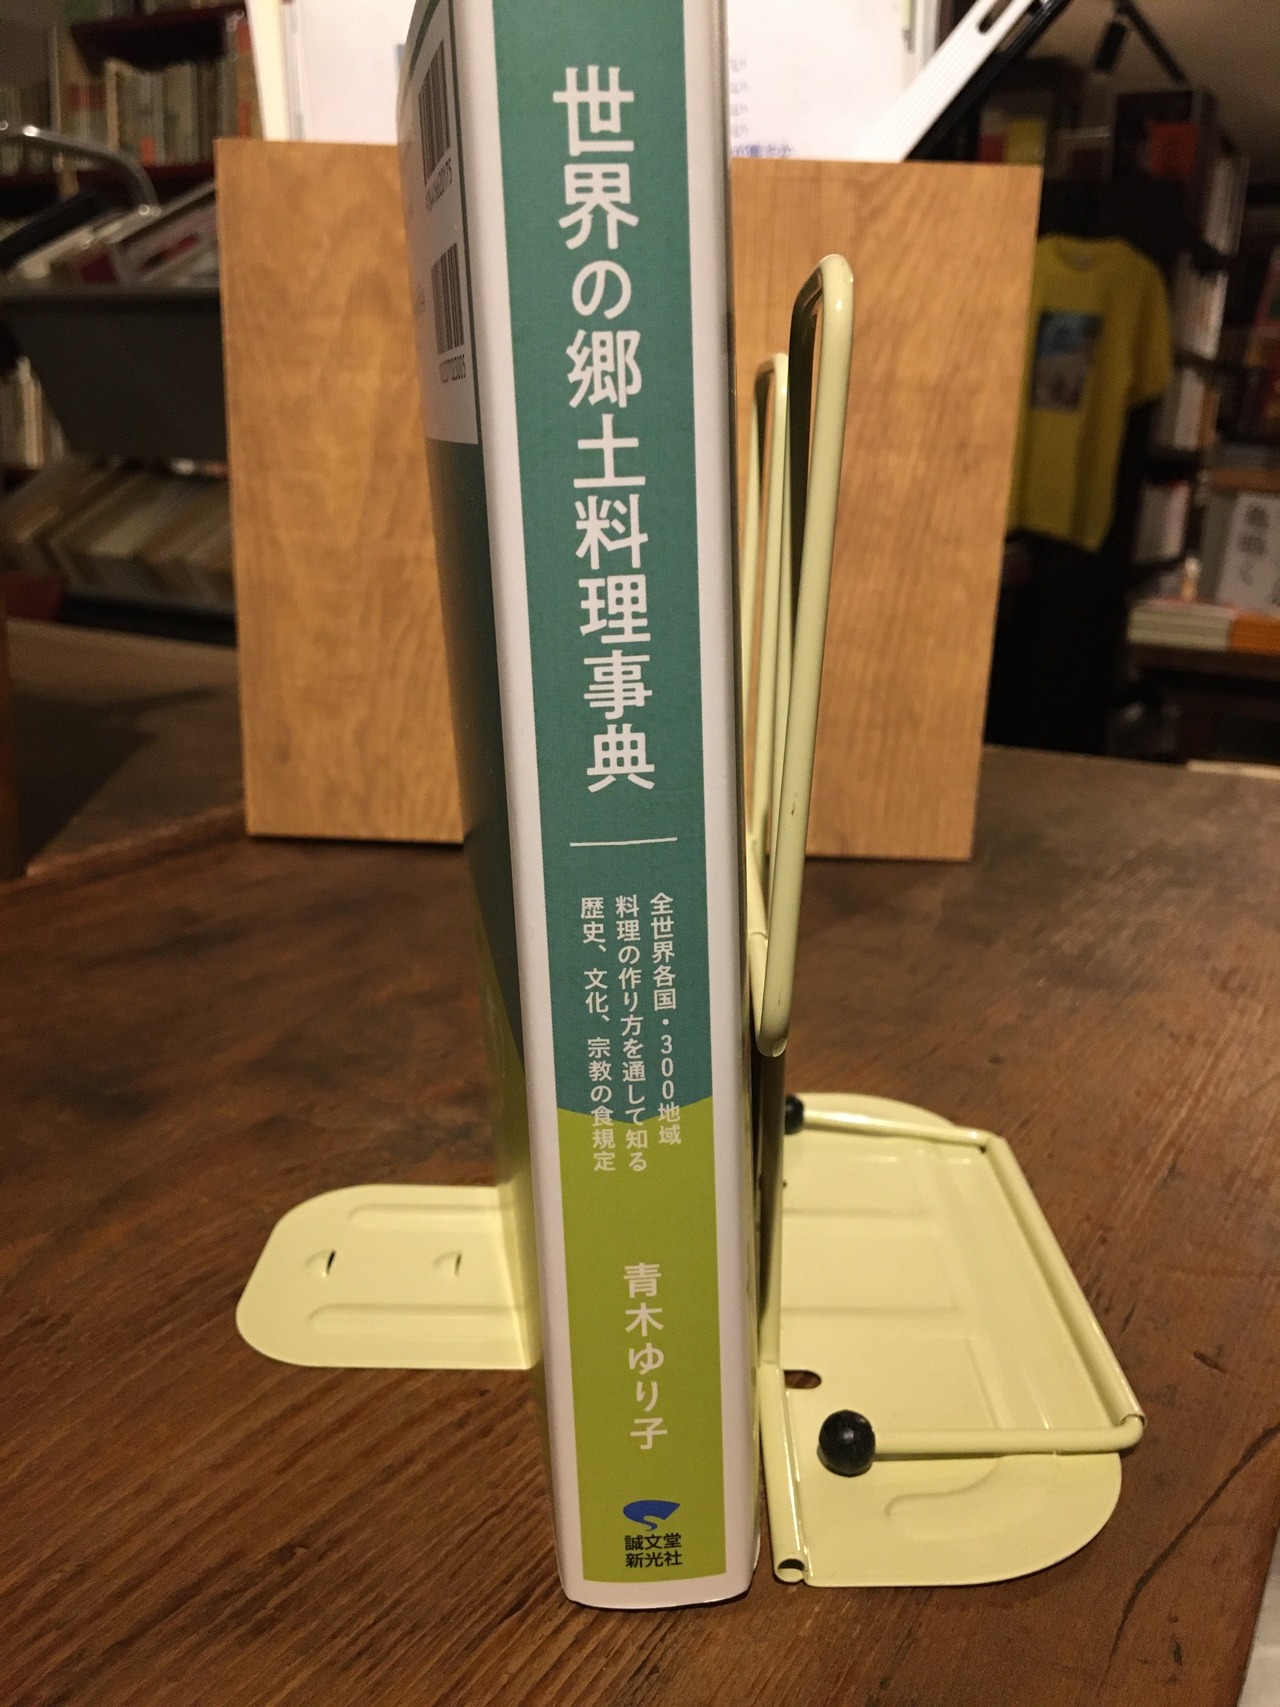 世界の郷土料理事典
全世界各国・300地域
料理の作り方を通して知る
歴史、文化、宗教の食規定
青木ゆり子
誠文堂
新光社